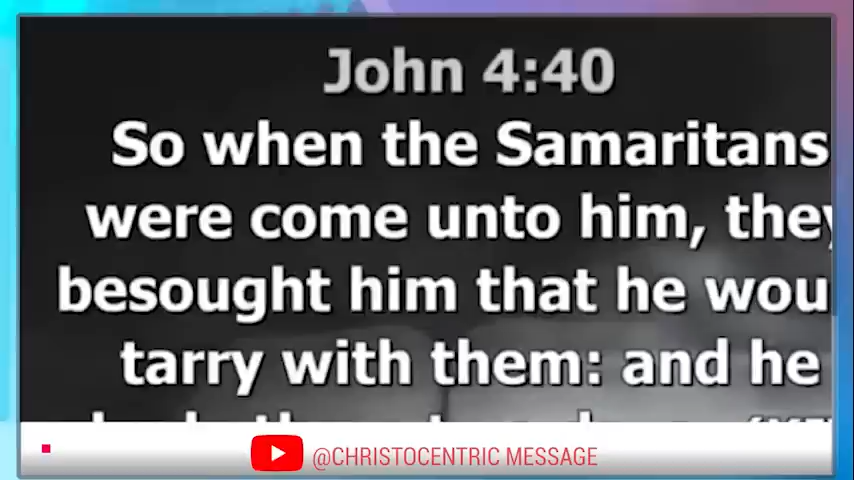 John 4:40
So when the Samaritans
were come unto him, they
besought him that he wou
tarry with them: and he
@CHRISTOCENTRIC MESSAGE